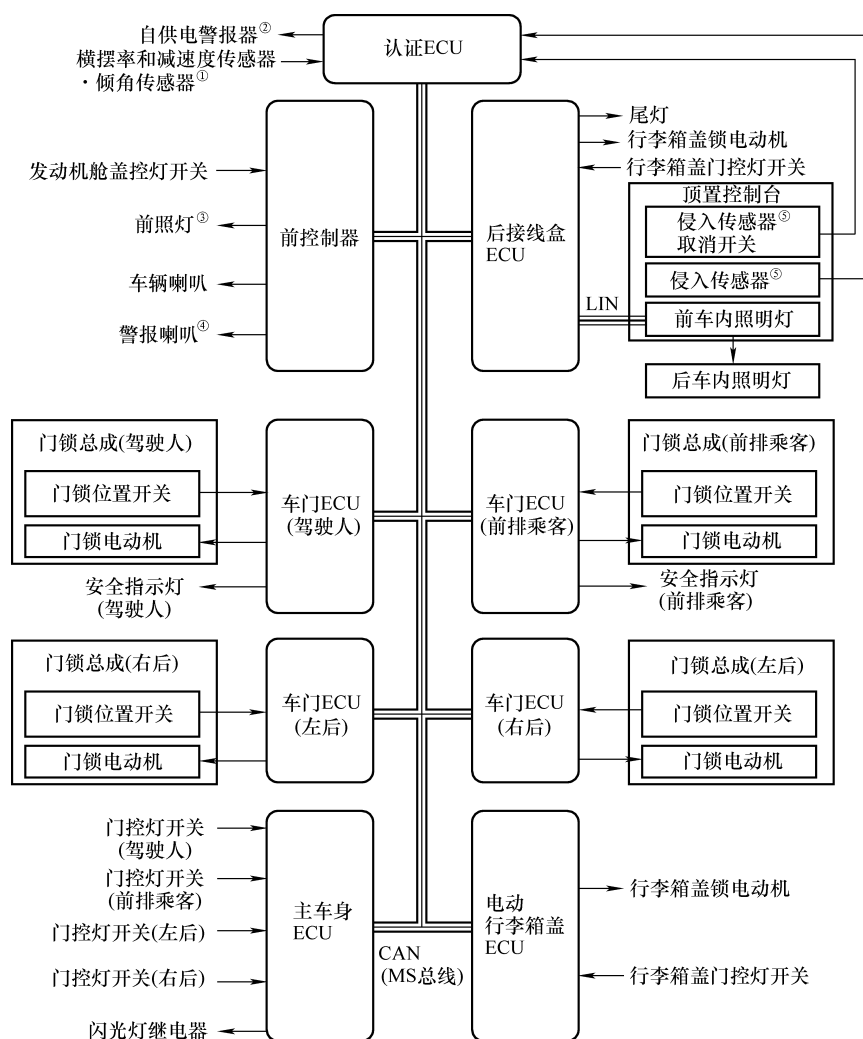 自供电警报器②
认证ECU
横摆率和减速度传感器
·倾角传感器①
尾灯
行李箱盖锁电动机
行李箱盖门控灯开关
发动机舱盖控灯开关
前照灯③
车辆喇叭
警报喇叭④
前控制器
后接线盒
ECU
顶置控制台
侵入传感器⑤
取消开关
侵入传感器⑤
LIN
前车内照明灯
后车内照明灯
门锁总成(驾驶人)
门锁位置开关
门锁电动机
安全指示灯
(驾驶人)
车门ECU
(驾驶人)
车门ECU
(前排乘客)
门锁总成(前排乘客)
门锁位置开关
门锁电动机
安全指示灯
(前排乘客)
门锁总成(右后)
门锁位置开关
门锁电动机
车门ECU
(左后)
车门ECU
(右后)
门锁总成(左后)
门锁位置开关
门锁电动机
门控灯开关
(驾驶人)
门控灯开关
(前排乘客)
门控灯开关(左后)
门控灯开关(右后)
闪光灯继电器
主车身
ECU
CAN
(MS总线)
电动
行李箱盖
ECU
行李箱盖锁电动机
行李箱盖门控灯开关